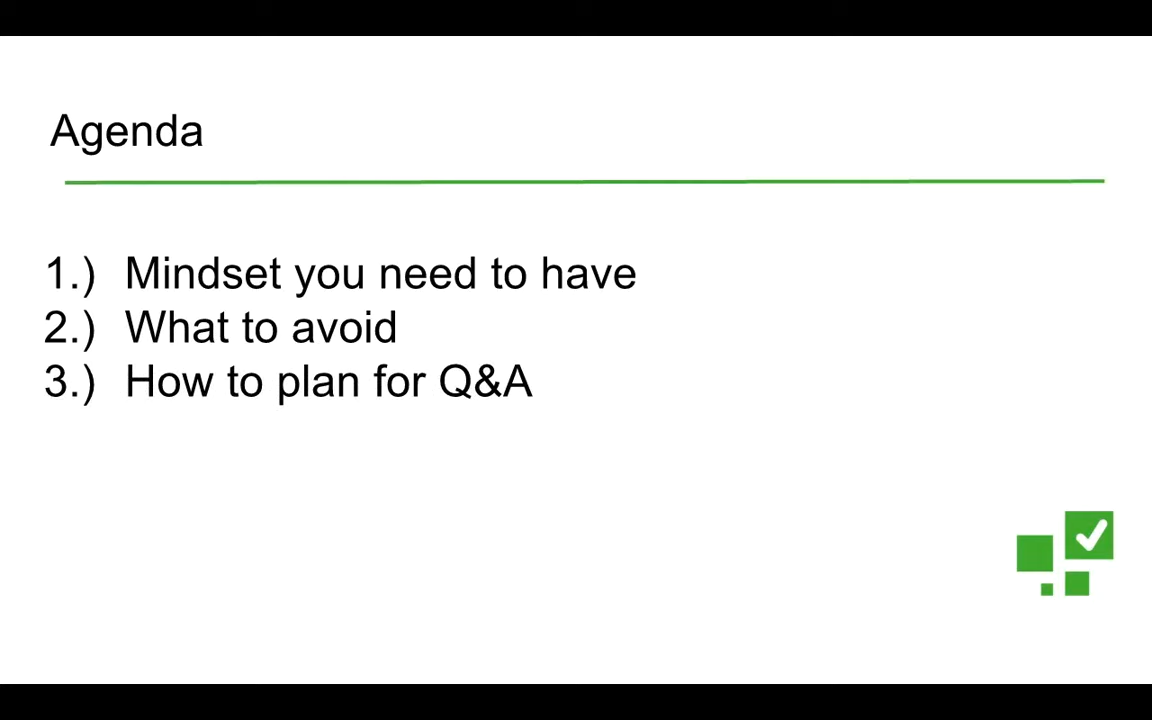 Agenda
1.) Mindset you need to have
2.) What to avoid
3.) How to plan for Q&A